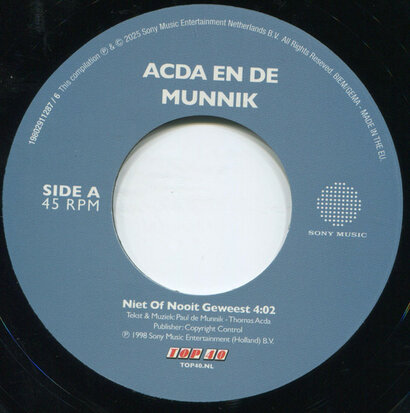 This compilation ℗ & © 2025 Sony Music Entertainment Netherlands B.V. All Rights Reserved. BIEM/GEMA - MADE IN THE EU.
19802911287 / 6
ACDA EN DE
MUNNIK
SIDE A
45 RPM
SONY MUSIC
Niet Of Nooit Geweest 4:02
Tekst & Muziek: Paul de Munnik - Thomas Acda
Publisher: Copyright Control
℗ 1998 Sony Music Entertainment (Holland) B.V.
TOP 40
TOP40.NL